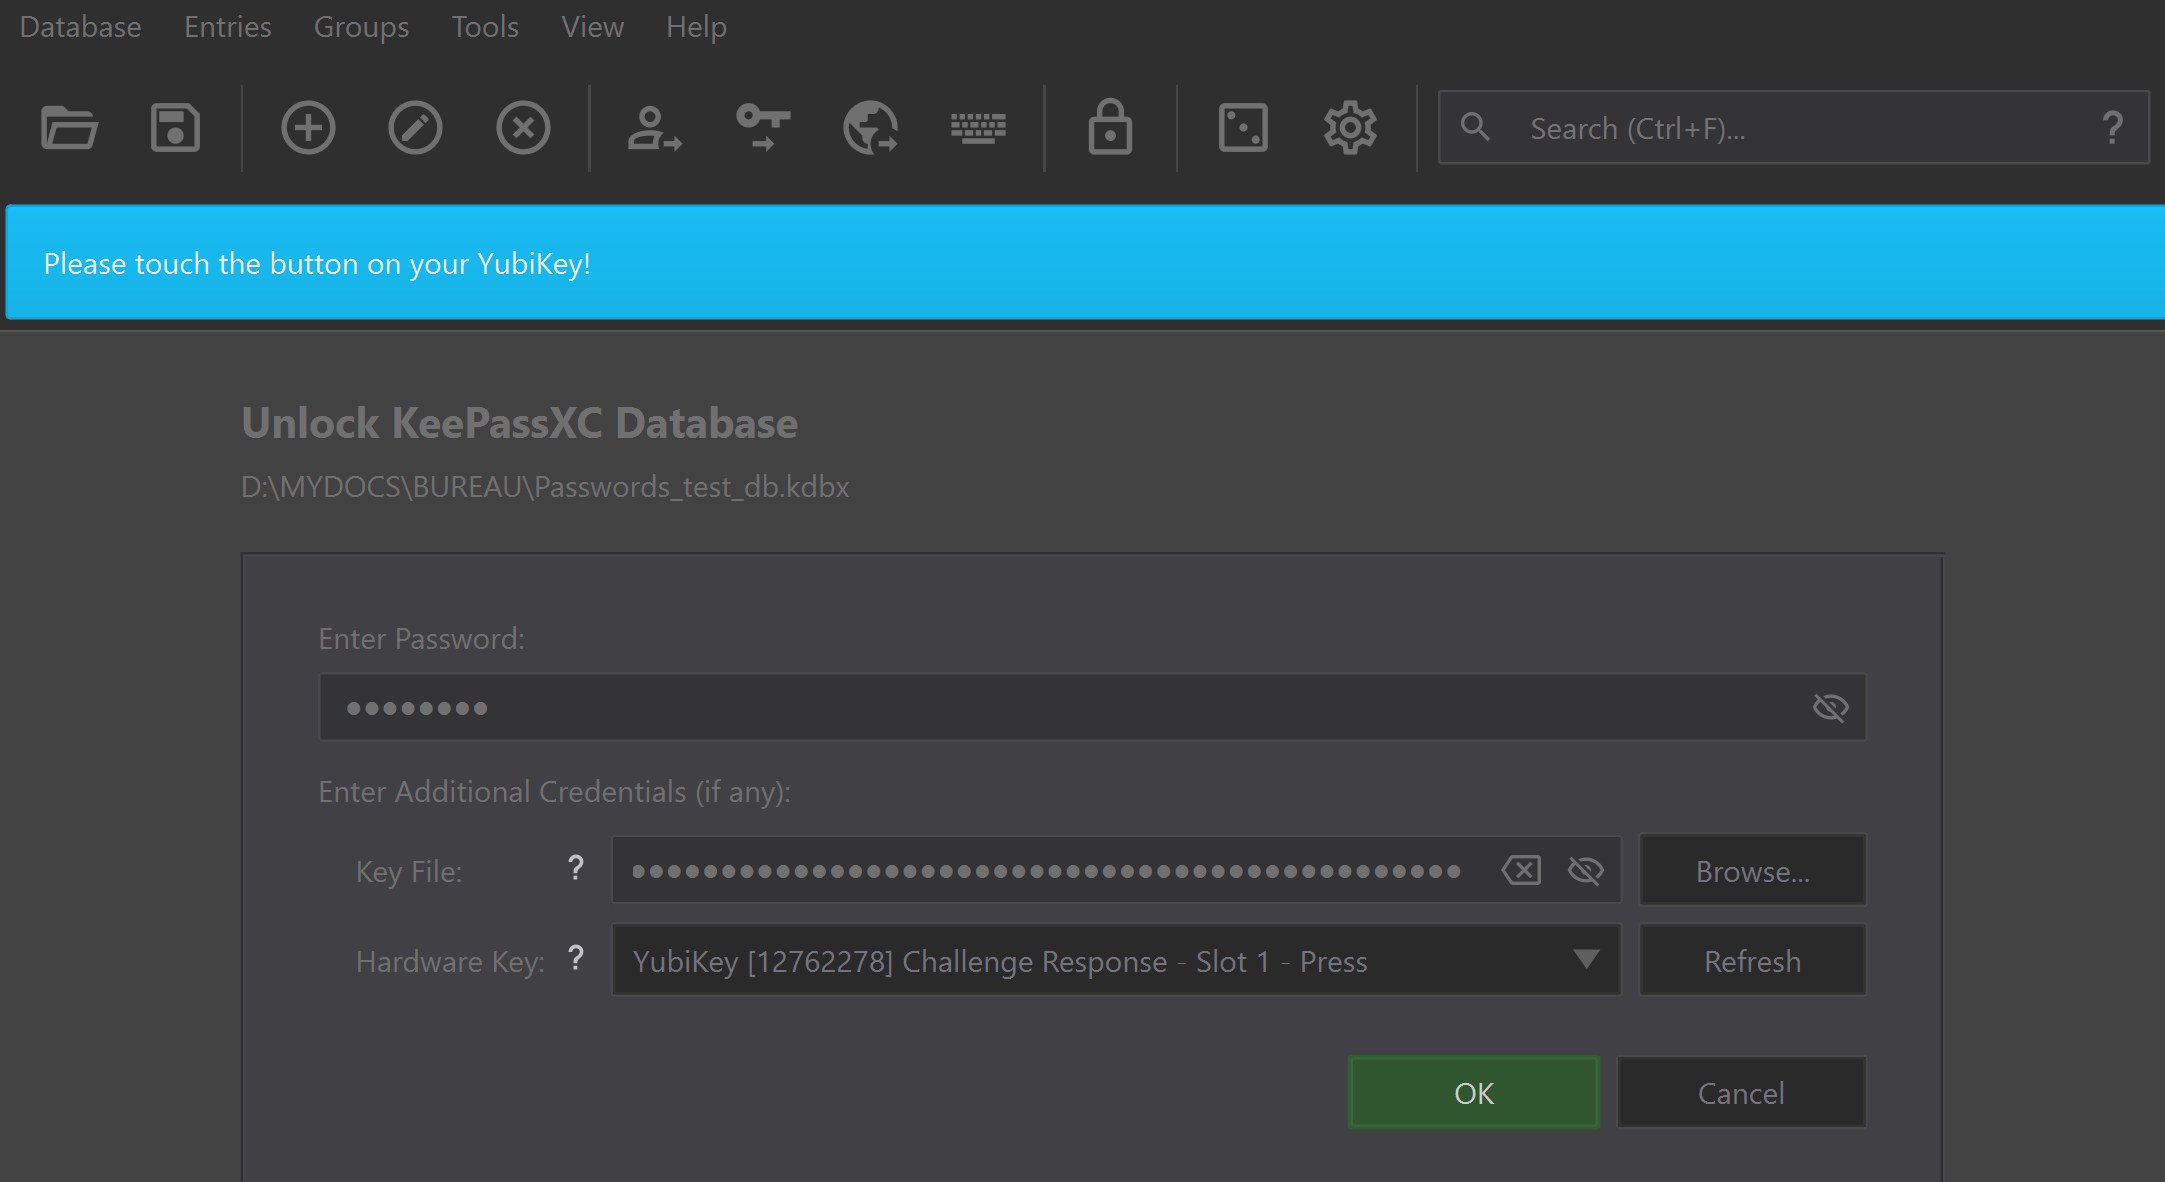 Database Entries Groups Tools View Help
Search (Ctrl+F)... ?
Please touch the button on your YubiKey!
Unlock KeePassXC Database
D:\MYDOCS\BUREAU\Passwords_test_db.kdbx
Enter Password:
●●●●●●●●
Enter Additional Credentials (if any):
Key File: ? Browse...
Hardware Key: ? YubiKey [12762278] Challenge Response - Slot 1 - Press Refresh
OK Cancel